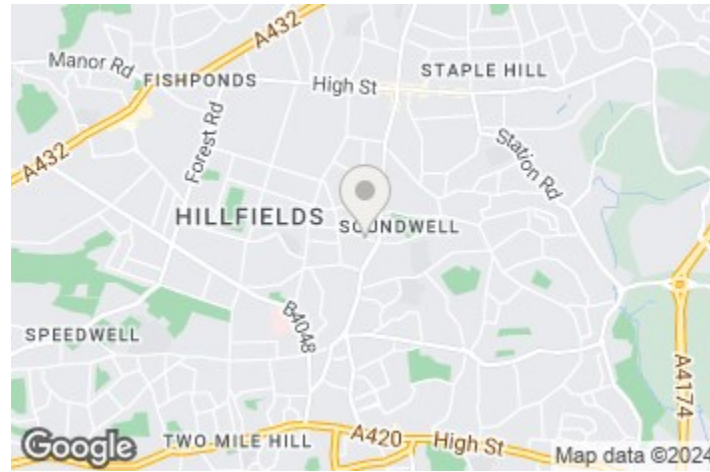 A432
Manor Rd
FISHPONDS
High St
STAPLE HILL
A432
Forest Rd
Station Rd
HILLFIELDS
SOUNDWELL
B4048
SPEEDWELL
A4174
TWO MILE HILL
A420
High St
Google
Map data ©2024